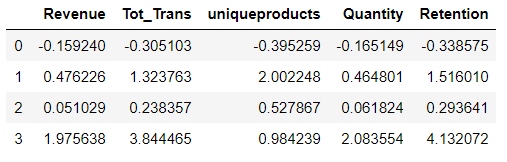 Revenue Tot_Trans uniqueproducts Quantity Retention
0 -0.159240 -0.305103 -0.395259 -0.165149 -0.338575
1 0.476226 1.323763 2.002248 0.464801 1.516010
2 0.051029 0.238357 0.527867 0.061824 0.293641
3 1.975638 3.844465 0.984239 2.083554 4.132072